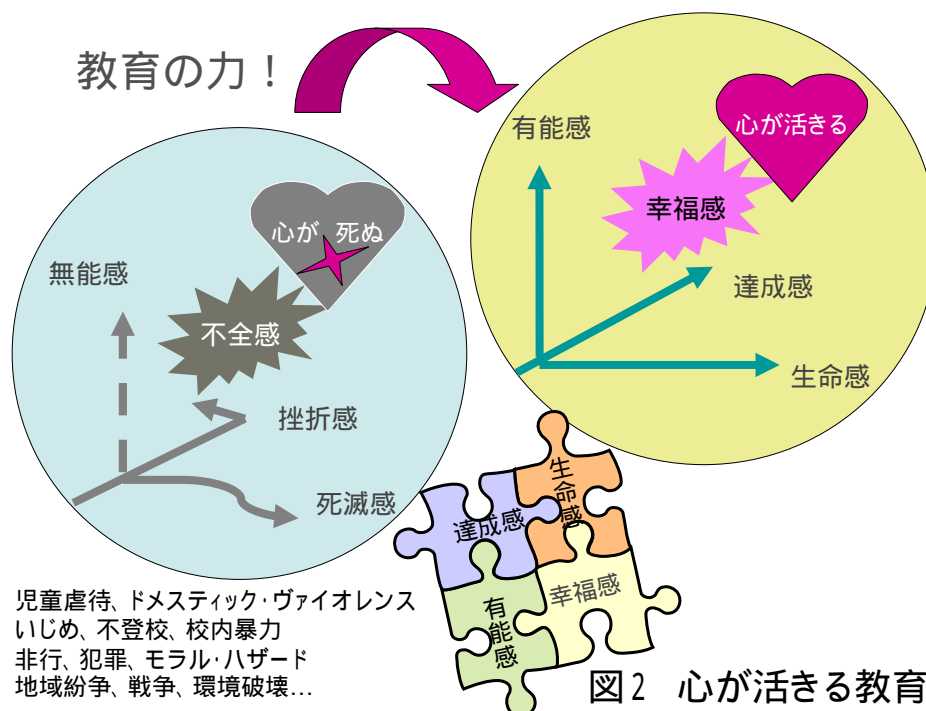 教育の力！
心が 死ぬ
無能感
不全感
挫折感
死滅感
有能感
心が活きる
幸福感
達成感
生命感
生命感
達成感
有能感
幸福感
児童虐待、ドメスティック・ヴァイオレンス
いじめ、不登校、校内暴力
非行、犯罪、モラル・ハザード
地域紛争、戦争、環境破壊…
図２ 心が活きる教育